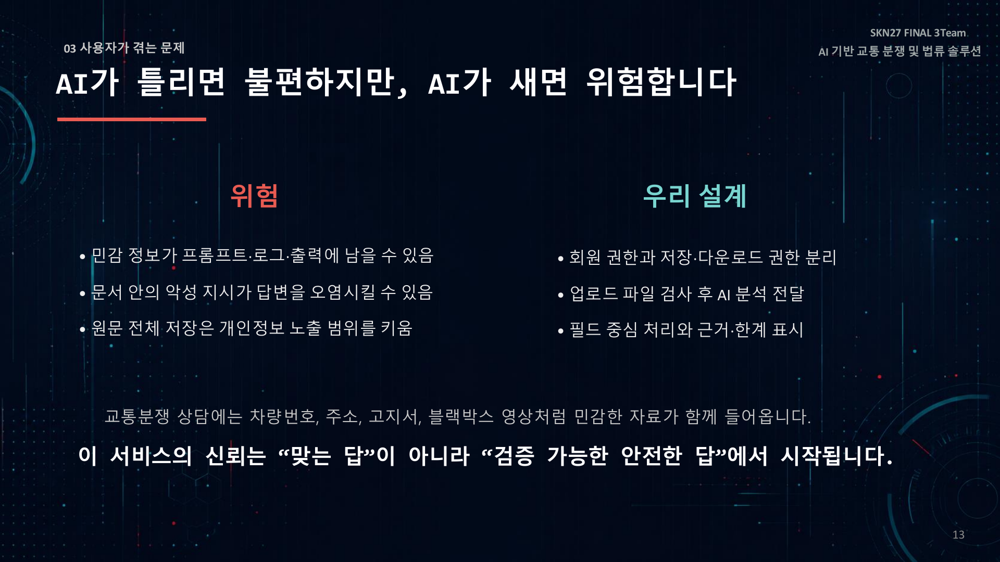 SKN27 FINAL 3Team
AI 기반 교통 분쟁 및 법류 솔루션
03 사용자가 겪는 문제
AI가 틀리면 불편하지만, AI가 새면 위험합니다
위험
• 민감 정보가 프롬프트·로그·출력에 남을 수 있음
• 문서 안의 악성 지시가 답변을 오염시킬 수 있음
• 원문 전체 저장은 개인정보 노출 범위를 키움
우리 설계
• 회원 권한과 저장·다운로드 권한 분리
• 업로드 파일 검사 후 AI 분석 전달
• 필드 중심 처리와 근거·한계 표시
교통분쟁 상담에는 차량번호, 주소, 고지서, 블랙박스 영상처럼 민감한 자료가 함께 들어옵니다.
이 서비스의 신뢰는 “맞는 답”이 아니라 “검증 가능한 안전한 답”에서 시작됩니다.
13